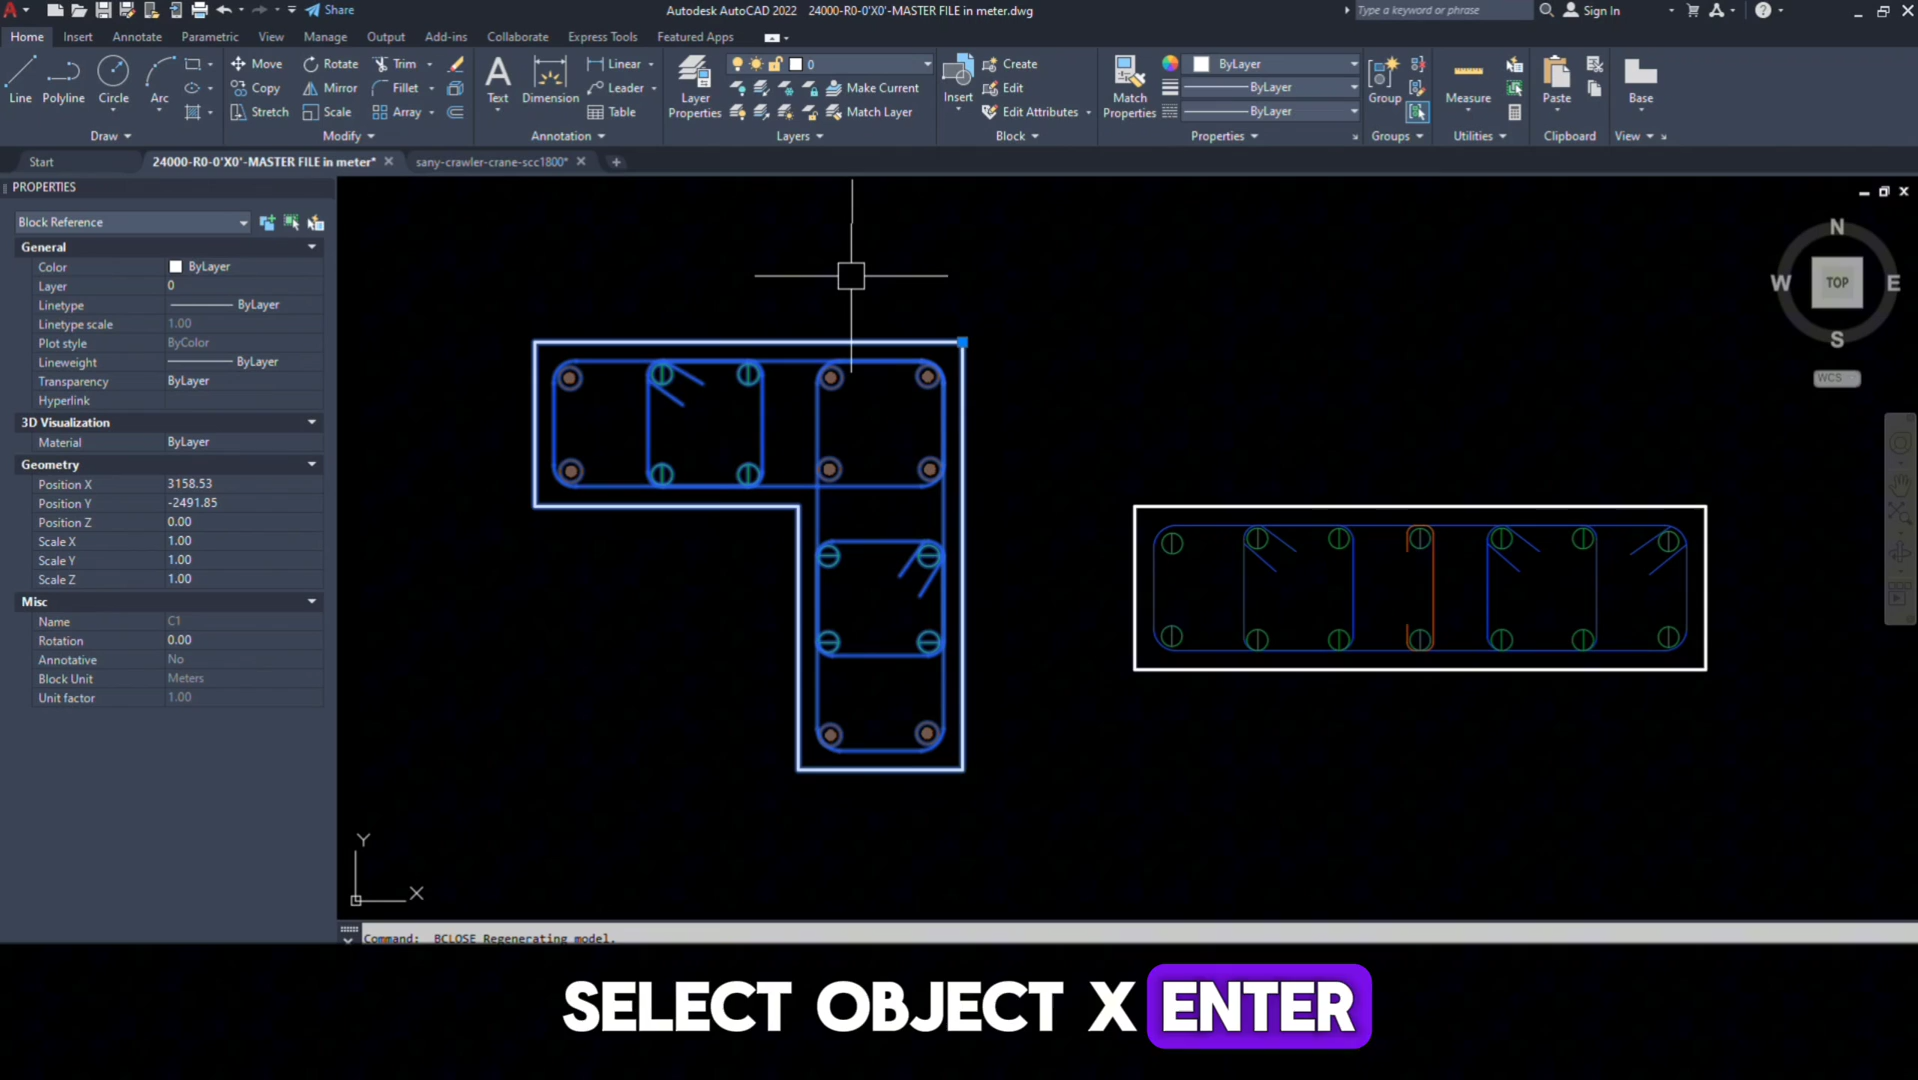 Share
Autodesk AutoCAD 2022 24000-R0-0'X0'-MASTER FILE in meter.dwg
Type a keyword or phrase
Sign In
Home
Insert
Annotate
Parametric
View
Manage
Output
Add-ins
Collaborate
Express Tools
Featured Apps
Line
Polyline
Circle
Arc
Draw
Move
Rotate
Trim
Copy
Mirror
Fillet
Stretch
Scale
Array
Modify
Text
Dimension
Linear
Leader
Table
Annotation
Layer
Properties
0
Make Current
Match Layer
Layers
Insert
Create
Edit
Edit Attributes
Block
Match
Properties
ByLayer
ByLayer
ByLayer
Properties
Group
Groups
Measure
Utilities
Paste
Clipboard
Base
View
Start
24000-R0-0'X0'-MASTER FILE in meter*
sany-crawler-crane-scc1800*
PROPERTIES
Block Reference
General
Color ByLayer
Layer 0
Linetype ByLayer
Linetype scale 1.00
Plot style ByColor
Lineweight ByLayer
Transparency ByLayer
Hyperlink
3D Visualization
Material ByLayer
Geometry
Position X 3158.53
Position Y -2491.85
Position Z 0.00
Scale X 1.00
Scale Y 1.00
Scale Z 1.00
Misc
Name C1
Rotation 0.00
Annotative No
Block Unit Meters
Unit factor 1.00
N
W TOP E
S
WCS
Y
X
Command: BCLOSE Regenerating model.
SELECT OBJECT X ENTER